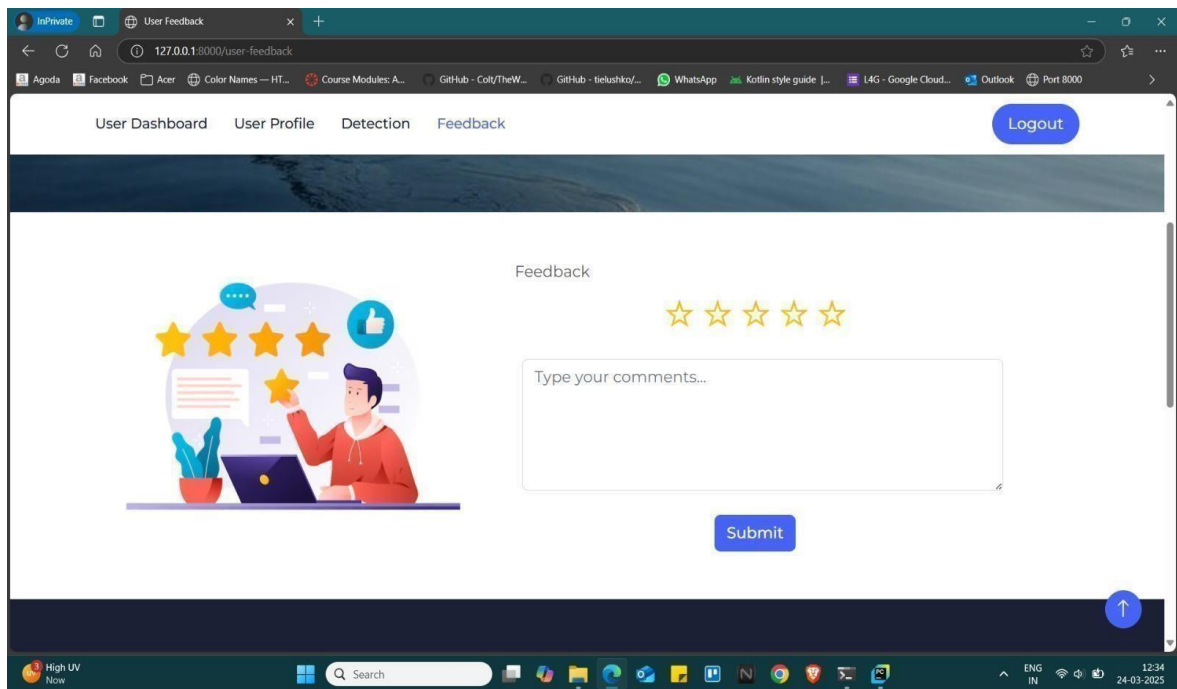 InPrivate
User Feedback
127.0.0.1:8000/user-feedback
Agoda
Facebook
Acer
Color Names — HT...
Course Modules: A...
GitHub - Colt/TheW...
GitHub - tielushko/...
WhatsApp
Kotlin style guide |...
L4G - Google Cloud...
Outlook
Port 8000
User Dashboard
User Profile
Detection
Feedback
Logout
Feedback
Type your comments...
Submit
3
High UV
Now
Search
PC
ENG
IN
12:34
24-03-2025